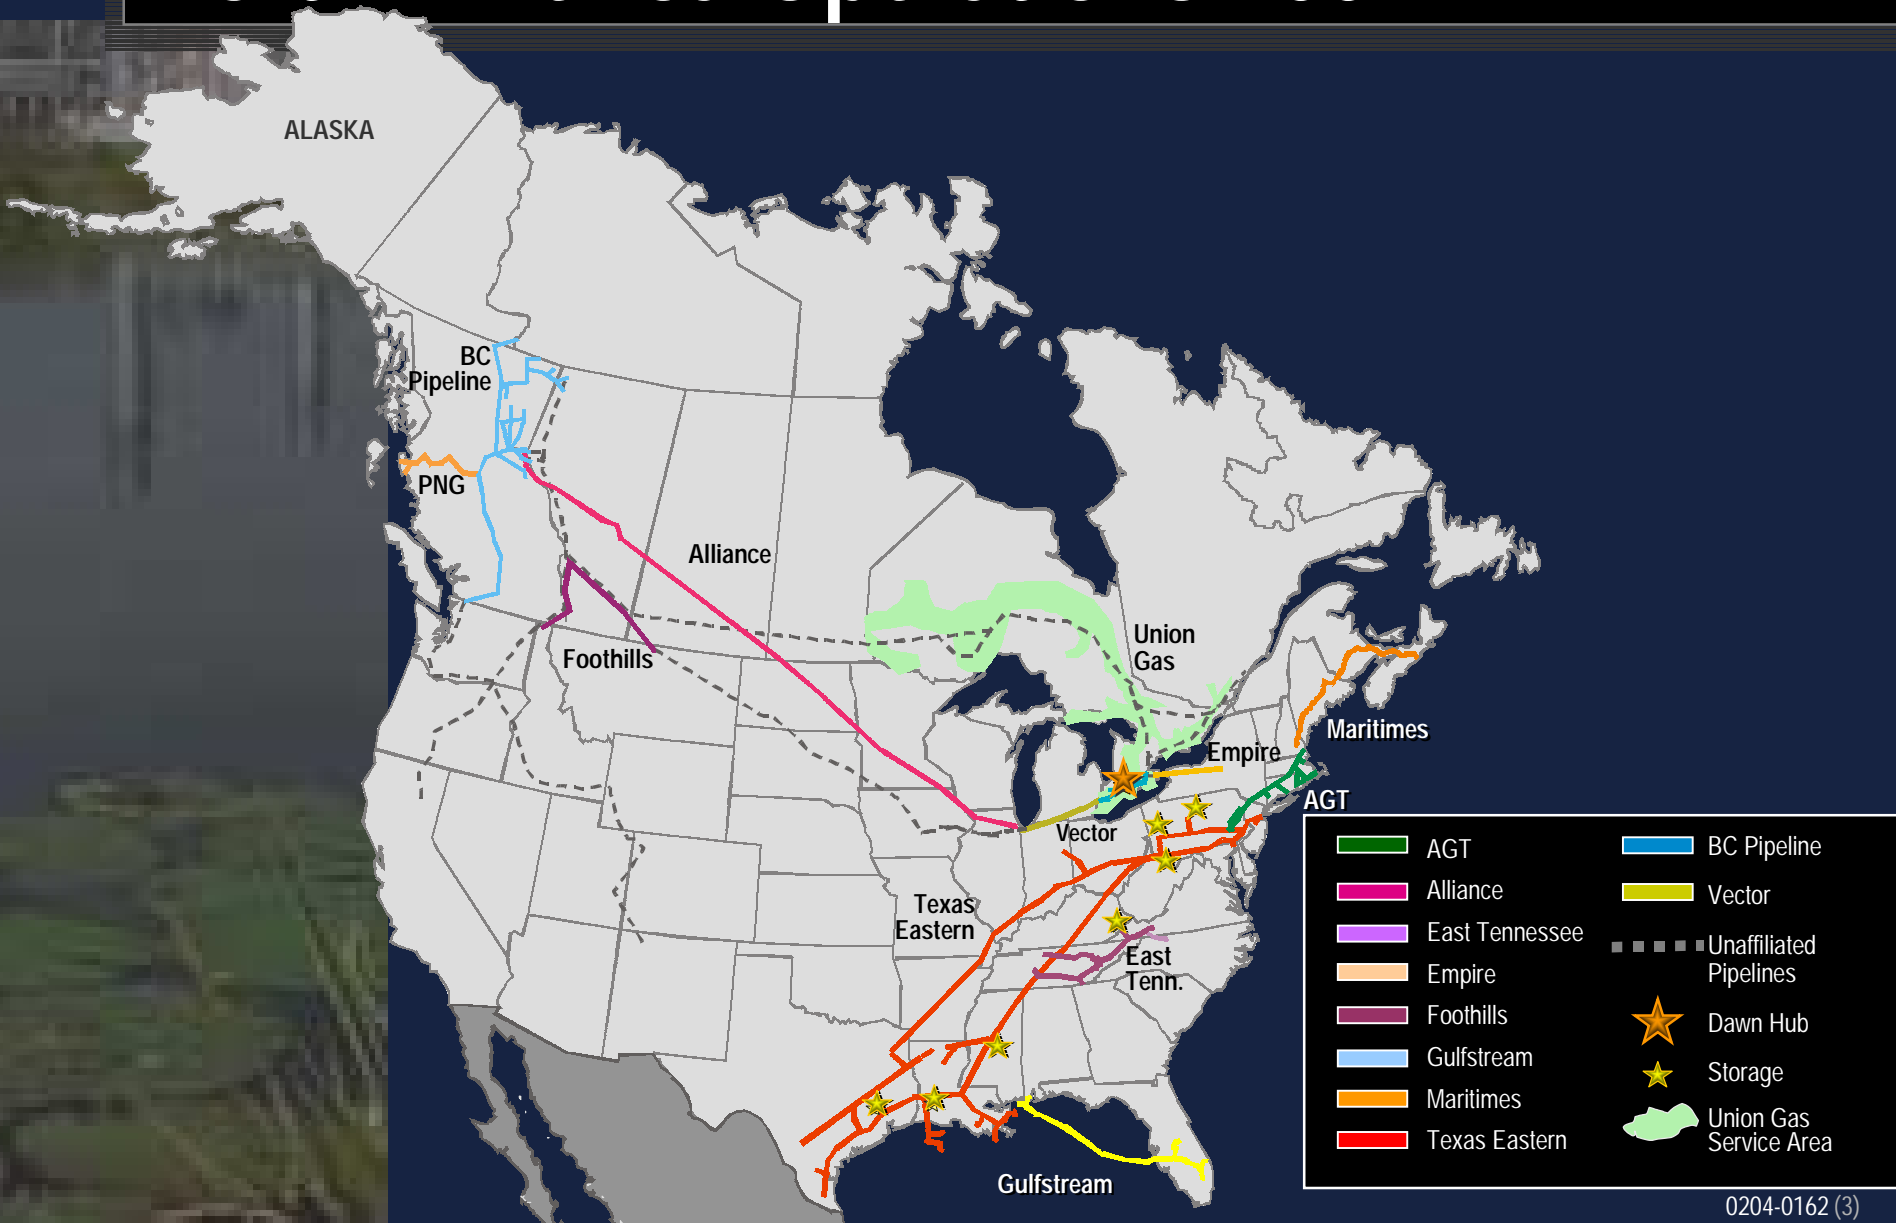 ALASKA
BC
Pipeline
PNG
Alliance
Foothills
Union
Gas
Maritimes
Empire
AGT
Vector
Texas
Eastern
East
Tenn.
Gulfstream
AGT
Alliance
East Tennessee
Empire
Foothills
Gulfstream
Maritimes
Texas Eastern
BC Pipeline
Vector
Unaffiliated
Pipelines
Dawn Hub
Storage
Union Gas
Service Area
0204-0162 (3)